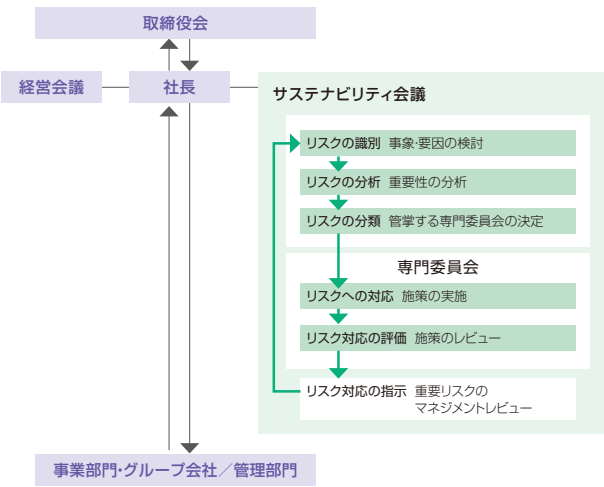 取締役会
経営会議
社長
サステナビリティ会議
リスクの識別 事象・要因の検討
リスクの分析 重要性の分析
リスクの分類 管掌する専門委員会の決定
専門委員会
リスクへの対応 施策の実施
リスク対応の評価 施策のレビュー
リスク対応の指示 重要リスクの
マネジメントレビュー
事業部門・グループ会社／管理部門